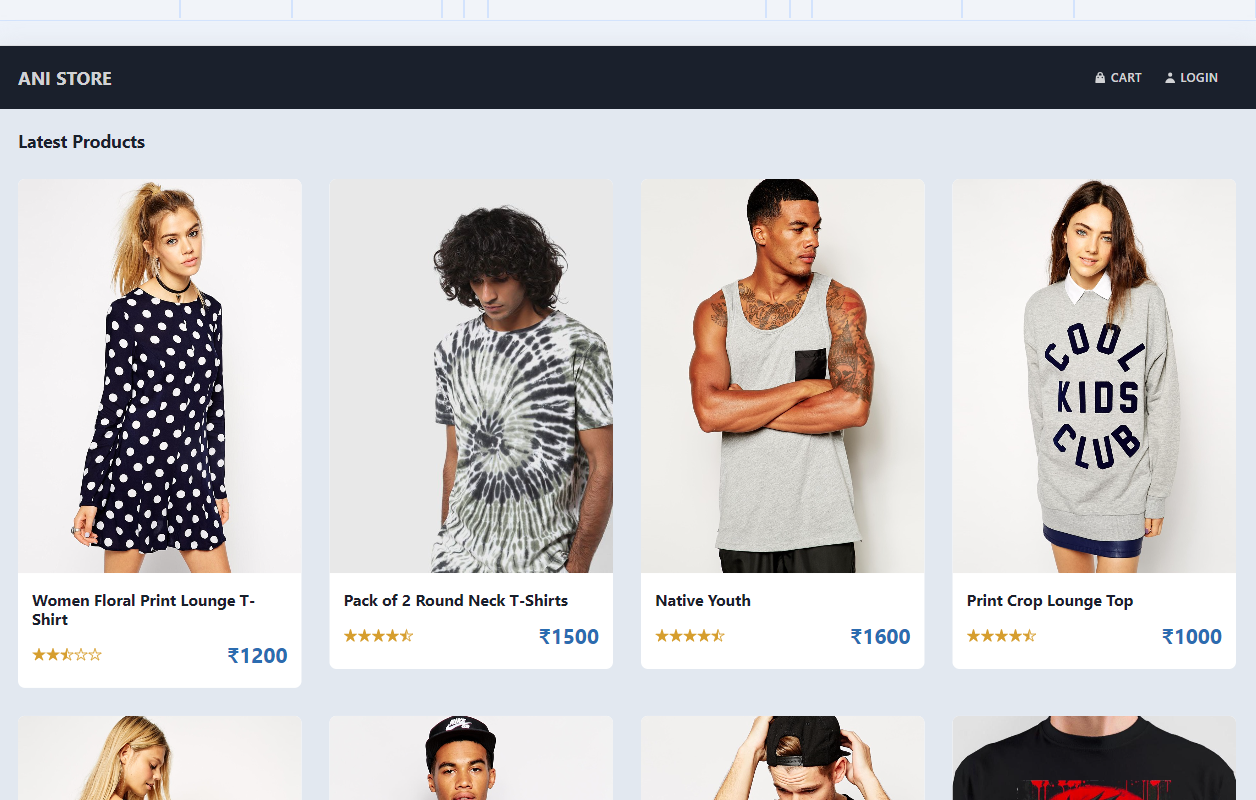 ANI STORE
CART
LOGIN
Latest Products
COOL
KIDS
CLUB
Women Floral Print Lounge T-
Shirt
₹1200
Pack of 2 Round Neck T-Shirts
₹1500
Native Youth
₹1600
Print Crop Lounge Top
₹1000